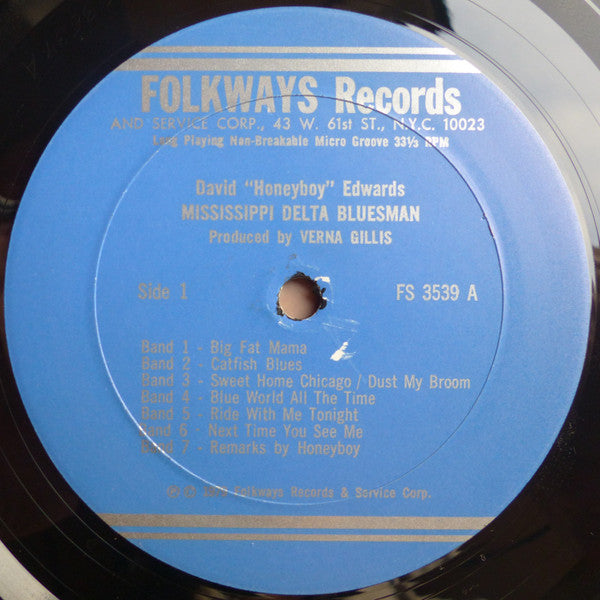 FOLKWAYS Records
AND SERVICE CORP., 43 W. 61st ST., N.Y.C. 10023
Long Playing Non-Breakable Micro Groove 33⅓ RPM
David "Honeyboy" Edwards
MISSISSIPPI DELTA BLUESMAN
Produced by VERNA GILLIS
Side 1 FS 3539 A
Band 1 - Big Fat Mama
Band 2 - Catfish Blues
Band 3 - Sweet Home Chicago / Dust My Broom
Band 4 - Blue World All The Time
Band 5 - Ride With Me Tonight
Band 6 - Next Time You See Me
Band 7 - Remarks by Honeyboy
℗ © Folkways Records & Service Corp.